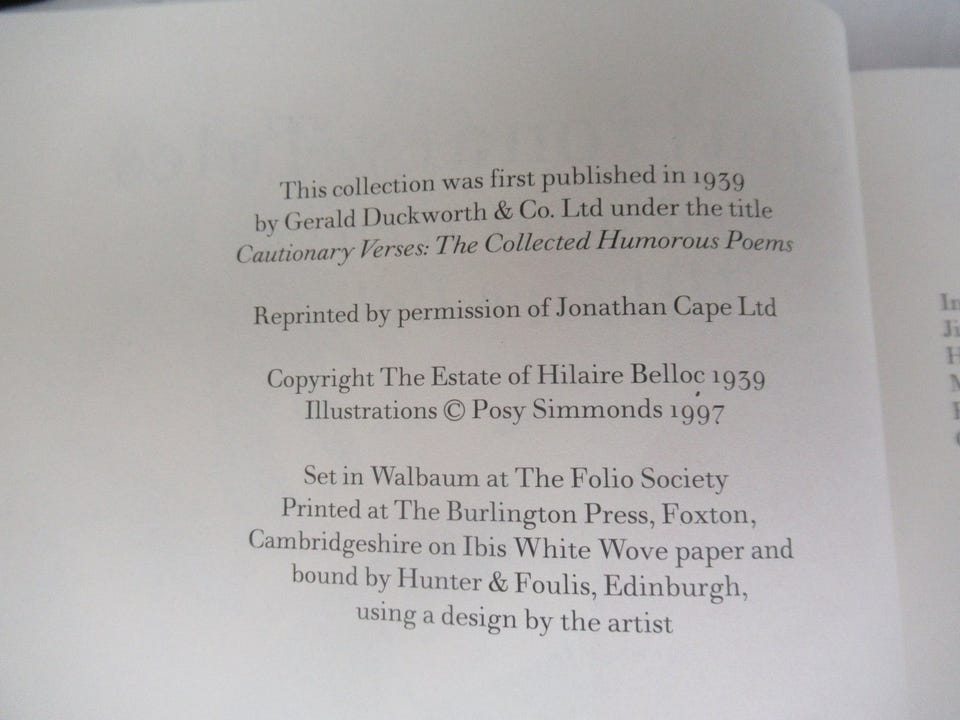 This collection was first published in 1939
by Gerald Duckworth & Co. Ltd under the title
Cautionary Verses: The Collected Humorous Poems
Reprinted by permission of Jonathan Cape Ltd
Copyright The Estate of Hilaire Belloc 1939
Illustrations © Posy Simmonds 1997
Set in Walbaum at The Folio Society
Printed at The Burlington Press, Foxton,
Cambridgeshire on Ibis White Wove paper and
bound by Hunter & Foulis, Edinburgh,
using a design by the artist